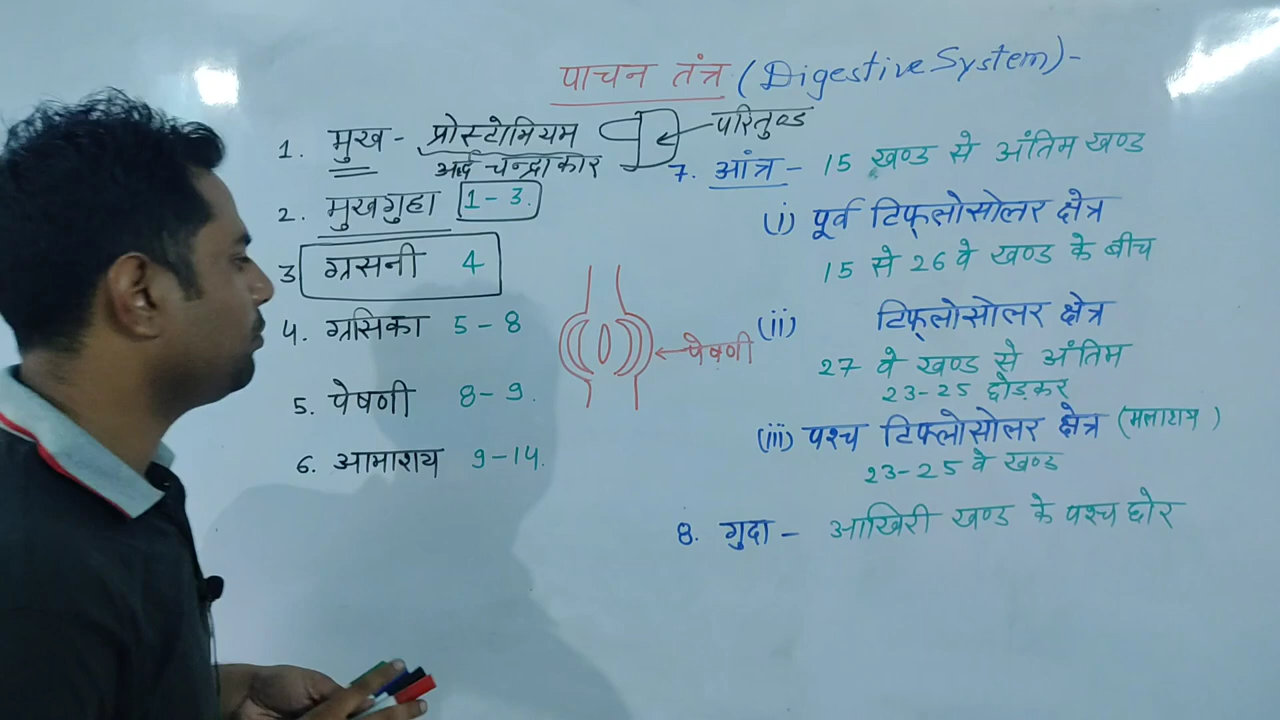 पाचन तंत्र (Digestive System)-
1. मुख - प्रोस्टोमियम
अर्द्ध चन्द्राकार
परितुण्ड
2. मुखगुहा 1-3.
3 ग्रसनी 4
4. ग्रसिका 5-8
5. पेषणी 8-9.
6. आमाशय 9-14.
पेषणी
7. आंत्र - 15 खण्ड से अंतिम खण्ड
(i) पूर्व टिफ्लोसोलर क्षेत्र
15 से 26 वे खण्ड के बीच
(ii) टिफ्लोसोलर क्षेत्र
27 वे खण्ड से अंतिम
23-25 छोड़कर
(iii) पश्च टिफ्लोसोलर क्षेत्र (मलाशय)
23-25 वे खण्ड
8. गुदा - आखिरी खण्ड के पश्च छोर